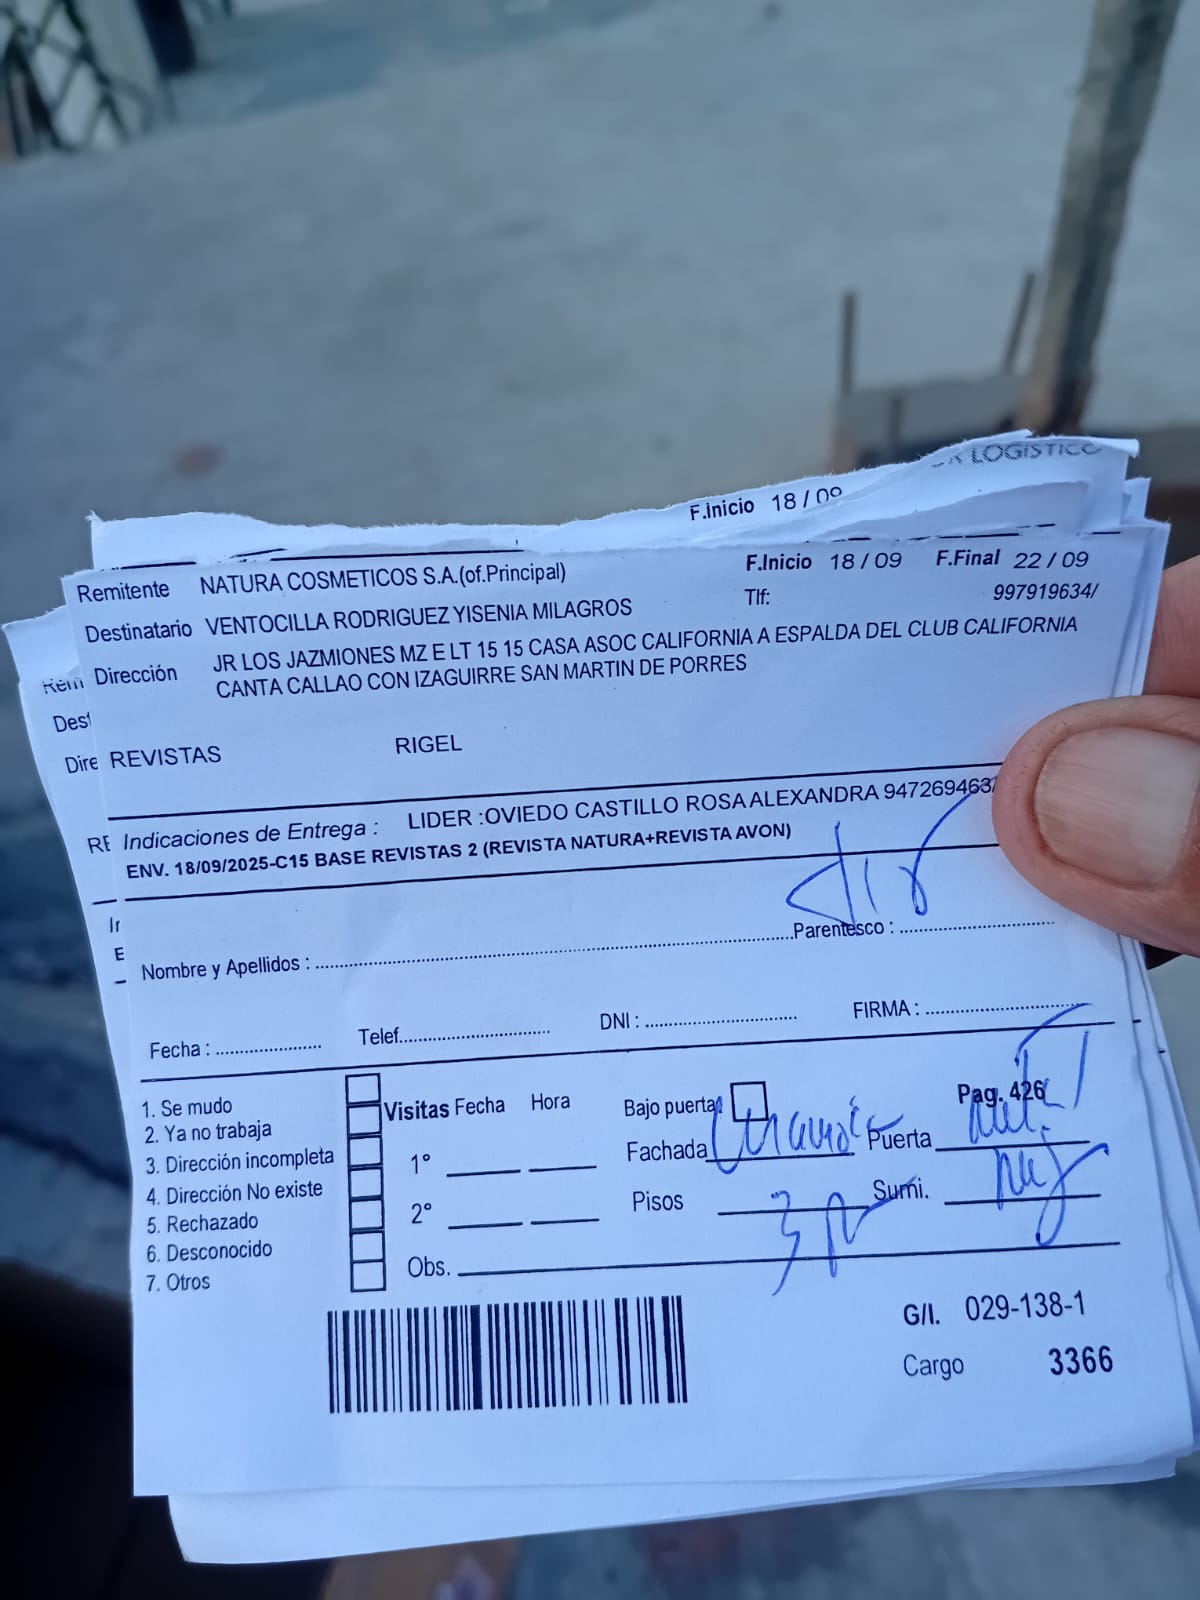 LOGISTICO
F.Inicio 18 / 09
Remitente NATURA COSMETICOS S.A.(of.Principal)
F.Inicio 18 / 09 F.Final 22 / 09
Destinatario VENTOCILLA RODRIGUEZ YISENIA MILAGROS
Tlf: 997919634/
Dirección JR LOS JAZMIONES MZ E LT 15 15 CASA ASOC CALIFORNIA A ESPALDA DEL CLUB CALIFORNIA
CANTA CALLAO CON IZAGUIRRE SAN MARTIN DE PORRES
REVISTAS RIGEL
Indicaciones de Entrega : LIDER :OVIEDO CASTILLO ROSA ALEXANDRA 947269463
ENV. 18/09/2025-C15 BASE REVISTAS 2 (REVISTA NATURA+REVISTA AVON)
Nombre y Apellidos : Parentesco :
Fecha : Telef. DNI : FIRMA :
1. Se mudo
2. Ya no trabaja
3. Dirección incompleta
4. Dirección No existe
5. Rechazado
6. Desconocido
7. Otros
Visitas Fecha Hora
1°
2°
Obs.
Bajo puerta Pag. 426
Fachada Puerta
Pisos 3 P Sumi.
G/I. 029-138-1
Cargo 3366